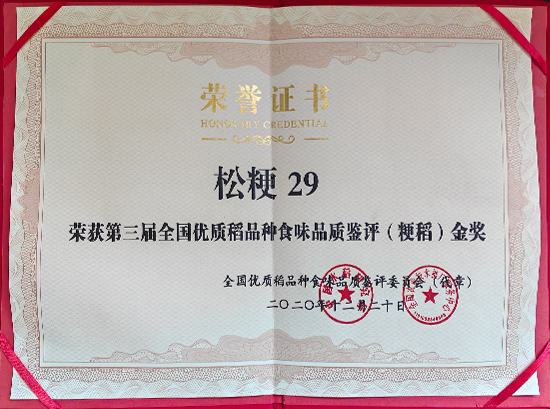 荣誉证书
HONORARY CREDENTIAL
松粳 29
荣获第三届全国优质稻品种食味品质鉴评（粳稻）金奖
全国优质稻品种食味品质鉴评委员会（代章）
二〇二〇年十二月二十日